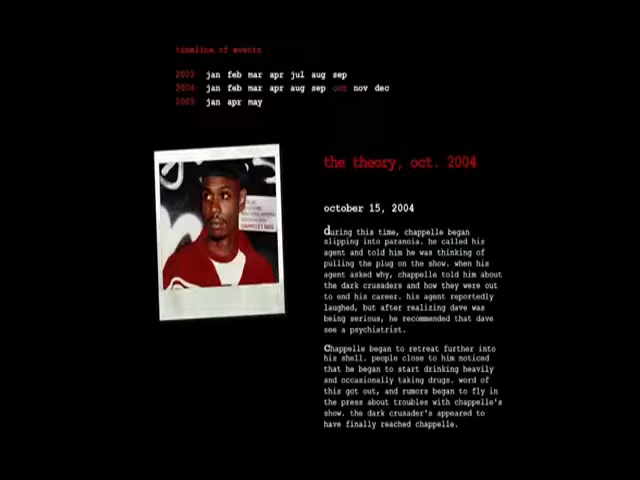 timeline of events
2003 jan feb mar apr jul aug sep
2004 jan feb mar apr aug sep oct nov dec
2005 jan apr may
the theory, oct. 2004
october 15, 2004
during this time, chappelle began
slipping into paranoia. he called his
agent and told him he was thinking of
pulling the plug on the show. when his
agent asked why, chappelle told him about
the dark crusaders and how they were out
to end his career. his agent reportedly
laughed, but after realizing dave was
being serious, he recommended that dave
see a psychiatrist.
Chappelle began to retreat further into
his shell. people close to him noticed
that he began to start drinking heavily
and occasionally taking drugs. word of
this got out, and rumors began to fly in
the press about troubles with chappelle's
show. the dark crusader's appeared to
have finally reached chappelle.